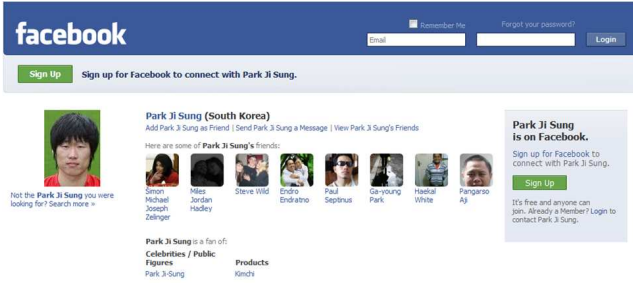 facebook
Remember Me
Forgot your password?
Email
Login
Sign Up
Sign up for Facebook to connect with Park Ji Sung.
Park Ji Sung (South Korea)
Add Park Ji Sung as Friend | Send Park Ji Sung a Message | View Park Ji Sung's Friends
Here are some of Park Ji Sung's friends:
Simon
Michael
Joseph
Zelinger
Miles
Jordan
Hadley
Steve Wild
Endro
Endratno
Paul
Septinus
Ga-young
Park
Haekal
White
Pangarso
Aji
Not the Park Ji Sung you were
looking for? Search more »
Park Ji Sung is a fan of:
Celebrities / Public
Figures
Park Ji-Sung
Products
Kimchi
Park Ji Sung
is on Facebook.
Sign up for Facebook to
connect with Park Ji Sung.
Sign Up
It's free and anyone can
join. Already a Member? Login to
contact Park Ji Sung.